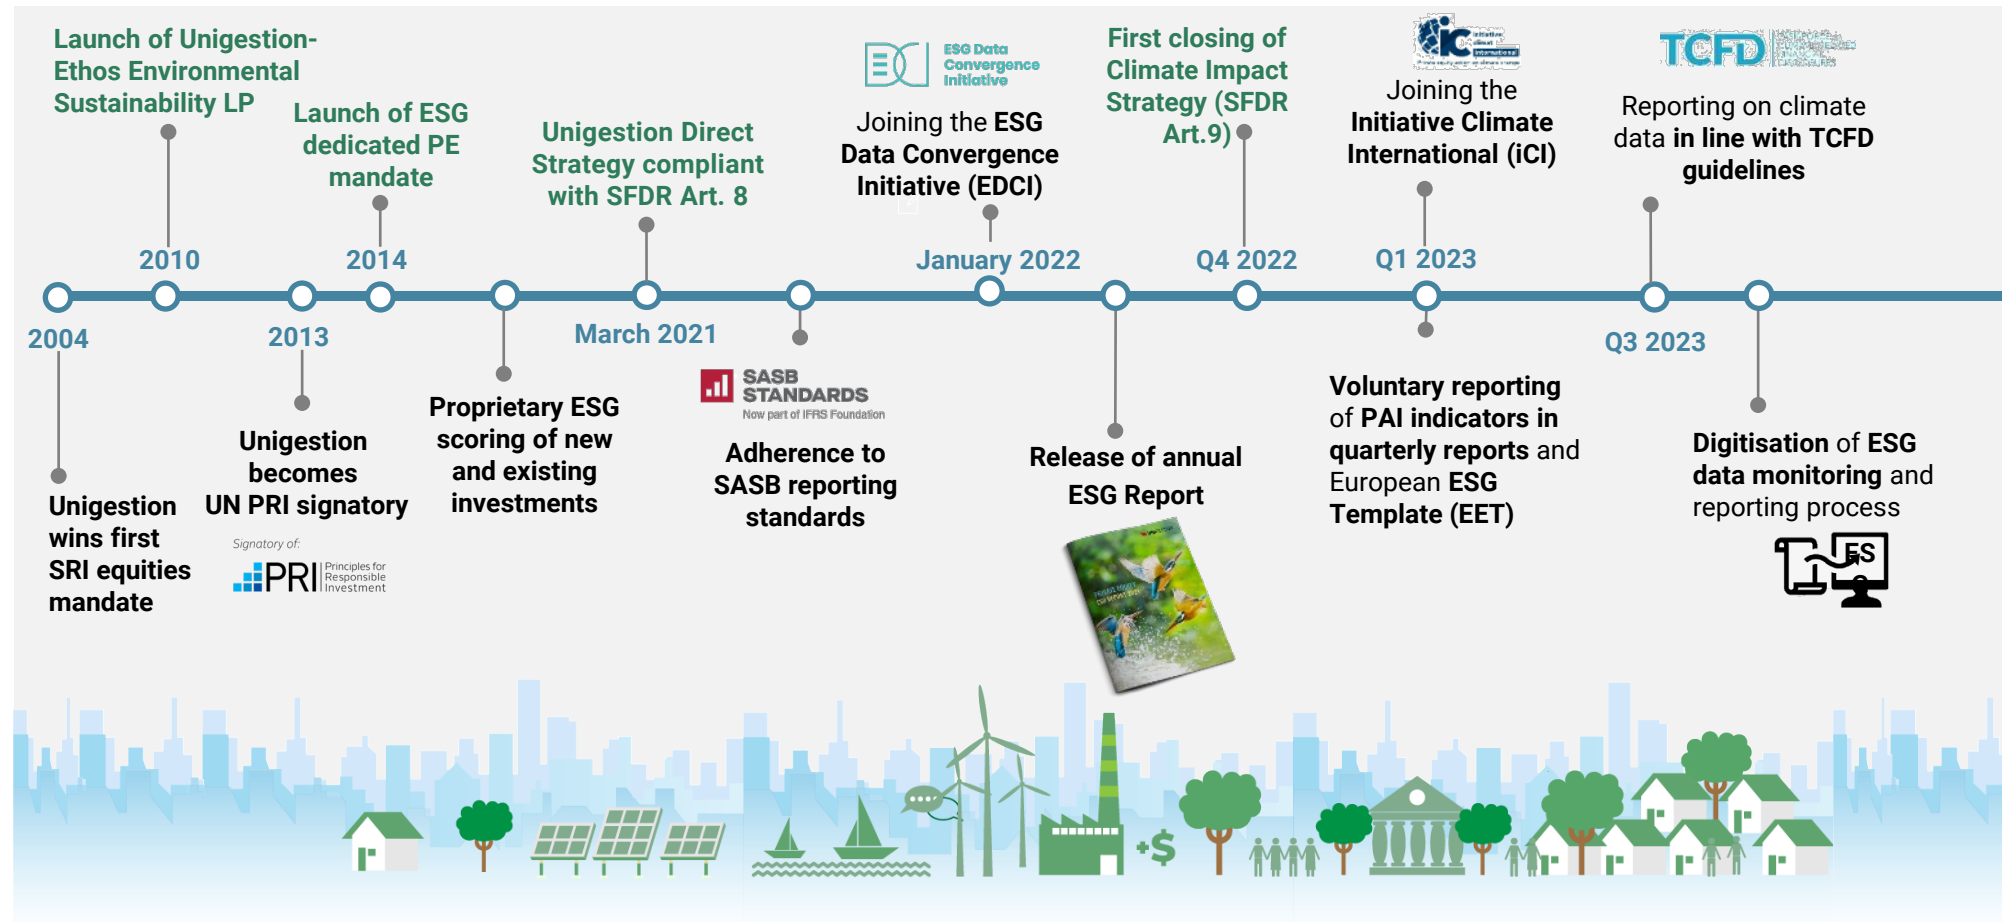 Launch of Unigestion-
Ethos Environmental
Sustainability LP
2010
Launch of ESG
dedicated PE
mandate
2014
Unigestion Direct
Strategy compliant
with SFDR Art. 8
March 2021
ESG Data
Convergence
Initiative
Joining the ESG
Data Convergence
Initiative (EDCI)
January 2022
First closing of
Climate Impact
Strategy (SFDR
Art.9)
Q4 2022
iC
initiative
climat
international
Joining the
Initiative Climate
International (iCI)
Q1 2023
TCFD
Reporting on climate
data in line with TCFD
guidelines
Q3 2023
2004
Unigestion
wins first
SRI equities
mandate
2013
Unigestion
becomes
UN PRI signatory
Signatory of:
PRI
Principles for
Responsible
Investment
Proprietary ESG
scoring of new
and existing
investments
SASB
STANDARDS
Now part of IFRS Foundation
Adherence to
SASB reporting
standards
Release of annual
ESG Report
Voluntary reporting
of PAI indicators in
quarterly reports and
European ESG
Template (EET)
Digitisation of ESG
data monitoring and
reporting process
ES
+$